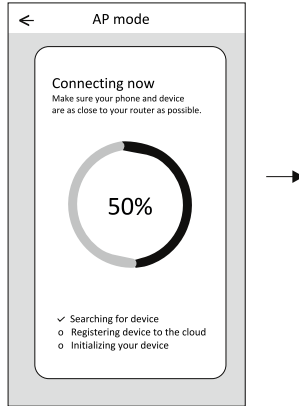 AP mode
Connecting now
Make sure your phone and device
are as close to your router as possible.
50%
✓ Searching for device
o Registering device to the cloud
o Initializing your device